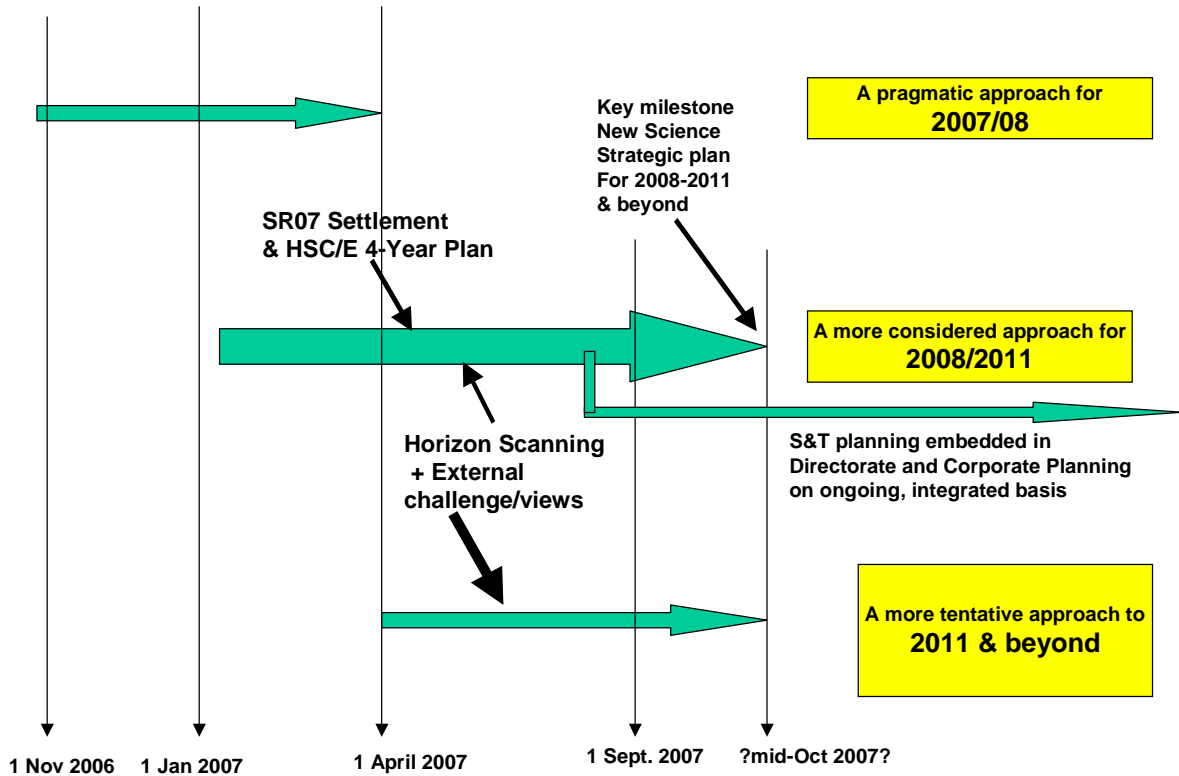 A pragmatic approach for
2007/08
Key milestone
New Science
Strategic plan
For 2008-2011
& beyond
SR07 Settlement
& HSC/E 4-Year Plan
A more considered approach for
2008/2011
S&T planning embedded in
Directorate and Corporate Planning
on ongoing, integrated basis
Horizon Scanning
+ External
challenge/views
A more tentative approach to
2011 & beyond
1 Nov 2006
1 Jan 2007
1 April 2007
1 Sept. 2007
?mid-Oct 2007?